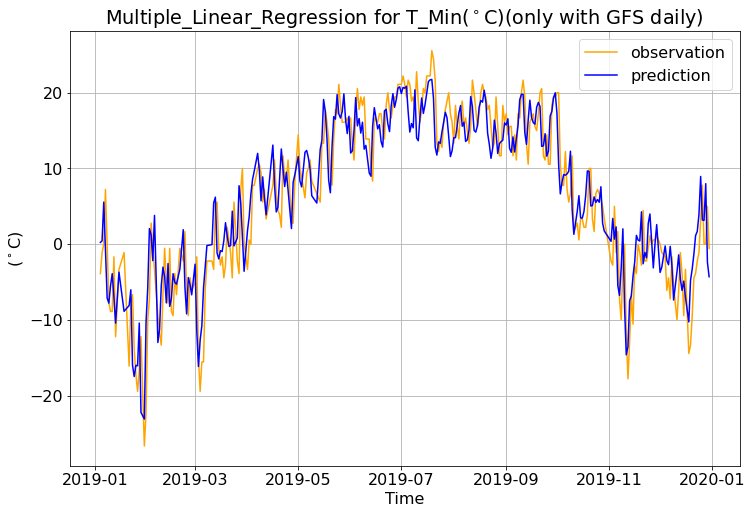 Multiple_Linear_Regression for T_Min(°C)(only with GFS daily)
observation
prediction
(°C)
20
10
0
−10
−20
2019-01 2019-03 2019-05 2019-07 2019-09 2019-11 2020-01
Time